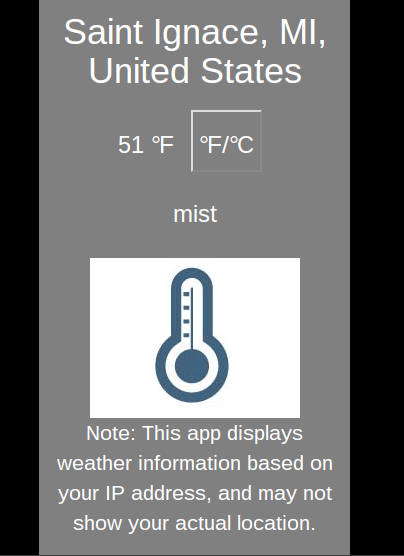 Saint Ignace, MI,
United States
51 °F °F/°C
mist
Note: This app displays
weather information based on
your IP address, and may not
show your actual location.